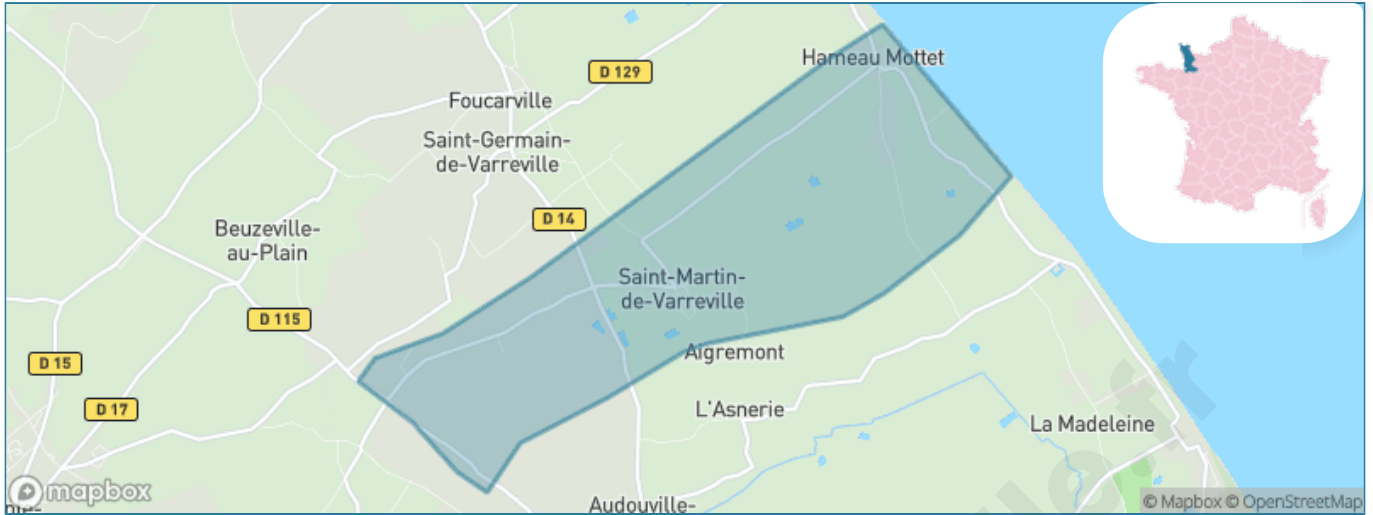 Hameau Mottet
D 129
Foucarville
Saint-Germain-
de-Varreville
D 14
Beuzeville-
au-Plain
Saint-Martin-
de-Varreville
D 115
Aigremont
D 15
D 17
L'Asnerie
La Madeleine
mapbox
Audouville-
© Mapbox © OpenStreetMap